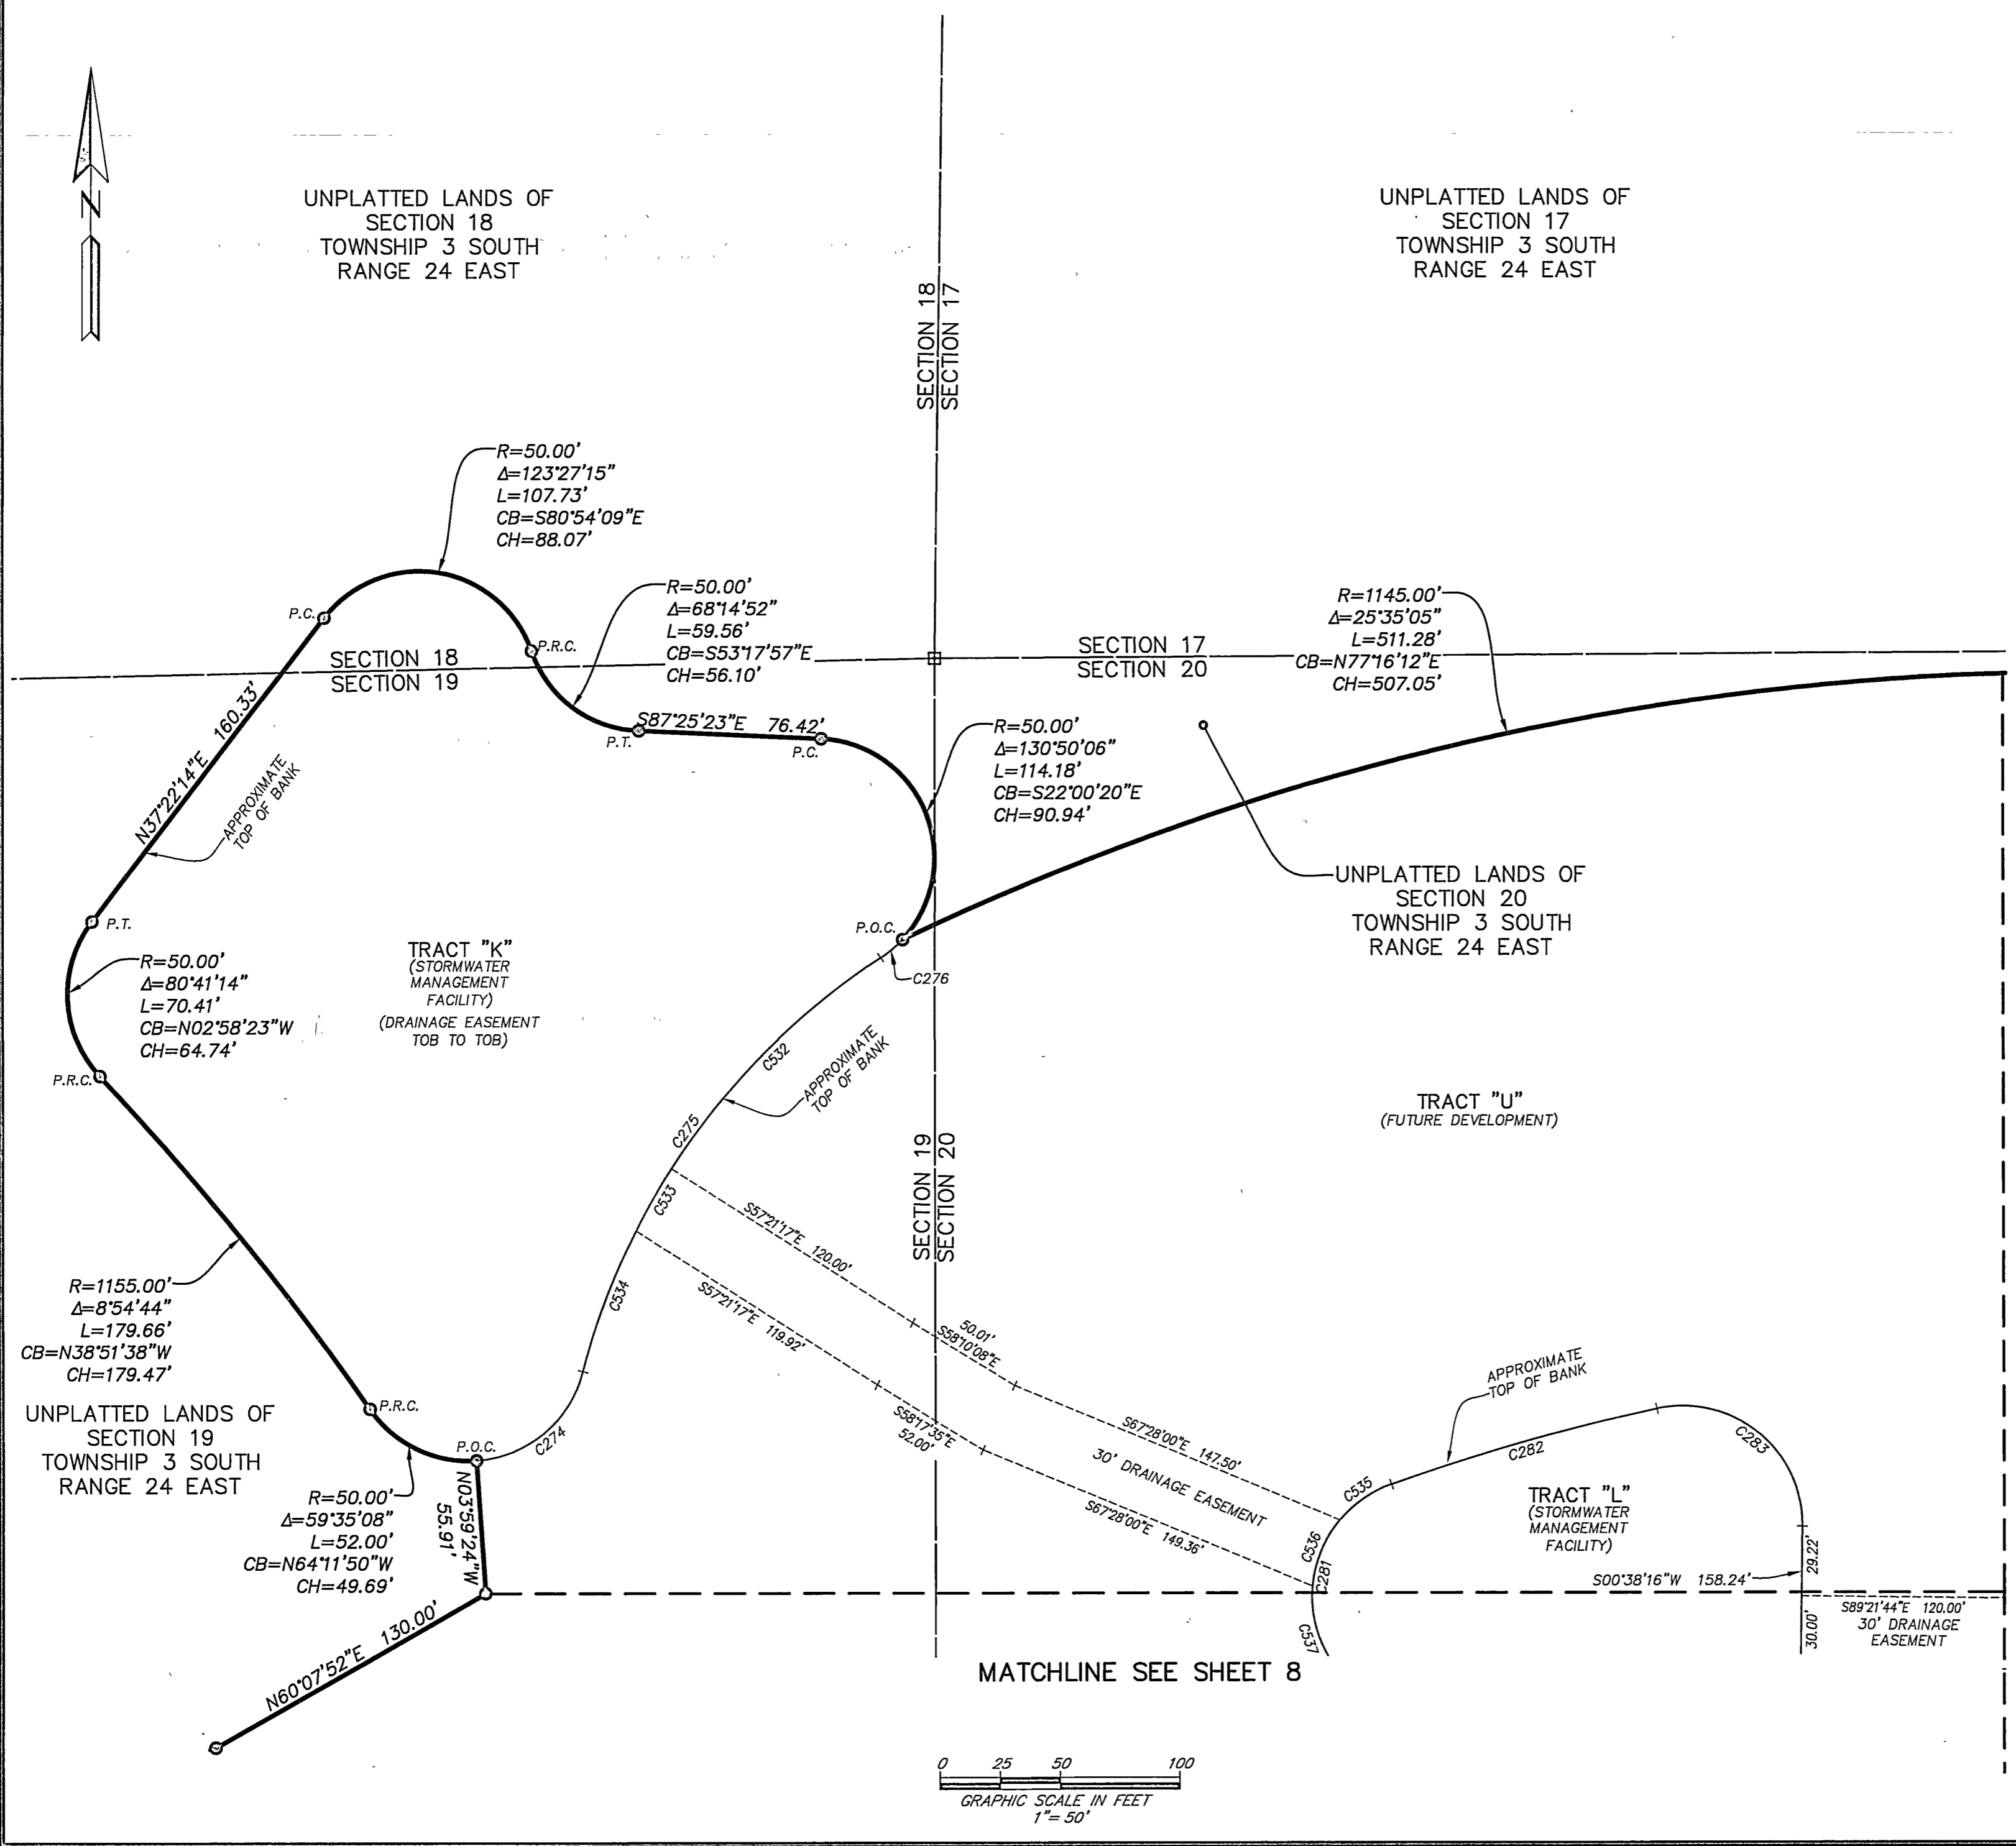 N
UNPLATTED LANDS OF
SECTION 18
TOWNSHIP 3 SOUTH
RANGE 24 EAST
UNPLATTED LANDS OF
SECTION 17
TOWNSHIP 3 SOUTH
RANGE 24 EAST
SECTION 18
SECTION 17
R=50.00'
Δ=123°27'15"
L=107.73'
CB=S80°54'09"E
CH=88.07'
P.C.
P.R.C.
R=50.00'
Δ=68°14'52"
L=59.56'
CB=S53°17'57"E
CH=56.10'
SECTION 18
SECTION 19
SECTION 17
SECTION 20
R=1145.00'
Δ=25°35'05"
L=511.28'
CB=N77°16'12"E
CH=507.05'
N37°22'14"E 160.33'
APPROXIMATE
TOP OF BANK
P.T.
S87°25'23"E 76.42'
P.C.
R=50.00'
Δ=130°50'06"
L=114.18'
CB=S22°00'20"E
CH=90.94'
UNPLATTED LANDS OF
SECTION 20
TOWNSHIP 3 SOUTH
RANGE 24 EAST
P.T.
P.O.C.
C276
R=50.00'
Δ=80°41'14"
L=70.41'
CB=N02°58'23"W
CH=64.74'
TRACT "K"
(STORMWATER
MANAGEMENT
FACILITY)
(DRAINAGE EASEMENT
TOB TO TOB)
P.R.C.
C532
APPROXIMATE
TOP OF BANK
C275
TRACT "U"
(FUTURE DEVELOPMENT)
SECTION 19
SECTION 20
C533
S57°21'17"E 120.00'
C534
S57°21'17"E 119.92'
50.01'
S58°10'08"E
R=1155.00'
Δ=8°54'44"
L=179.66'
CB=N38°51'38"W
CH=179.47'
UNPLATTED LANDS OF
SECTION 19
TOWNSHIP 3 SOUTH
RANGE 24 EAST
P.R.C.
P.O.C.
C274
S58°17'35"E
52.00'
S67°28'00"E 147.50'
30' DRAINAGE EASEMENT
S67°28'00"E 149.36'
APPROXIMATE
TOP OF BANK
C535
C282
C283
C536
C281
TRACT "L"
(STORMWATER
MANAGEMENT
FACILITY)
R=50.00'
Δ=59°35'08"
L=52.00'
CB=N64°11'50"W
CH=49.69'
N03°59'24"W
55.91'
29.22'
S00°38'16"W 158.24'
S89°21'44"E 120.00'
30' DRAINAGE
EASEMENT
30.00'
C537
N60°07'52"E 130.00'
MATCHLINE SEE SHEET 8
0 25 50 100
GRAPHIC SCALE IN FEET
1"= 50'